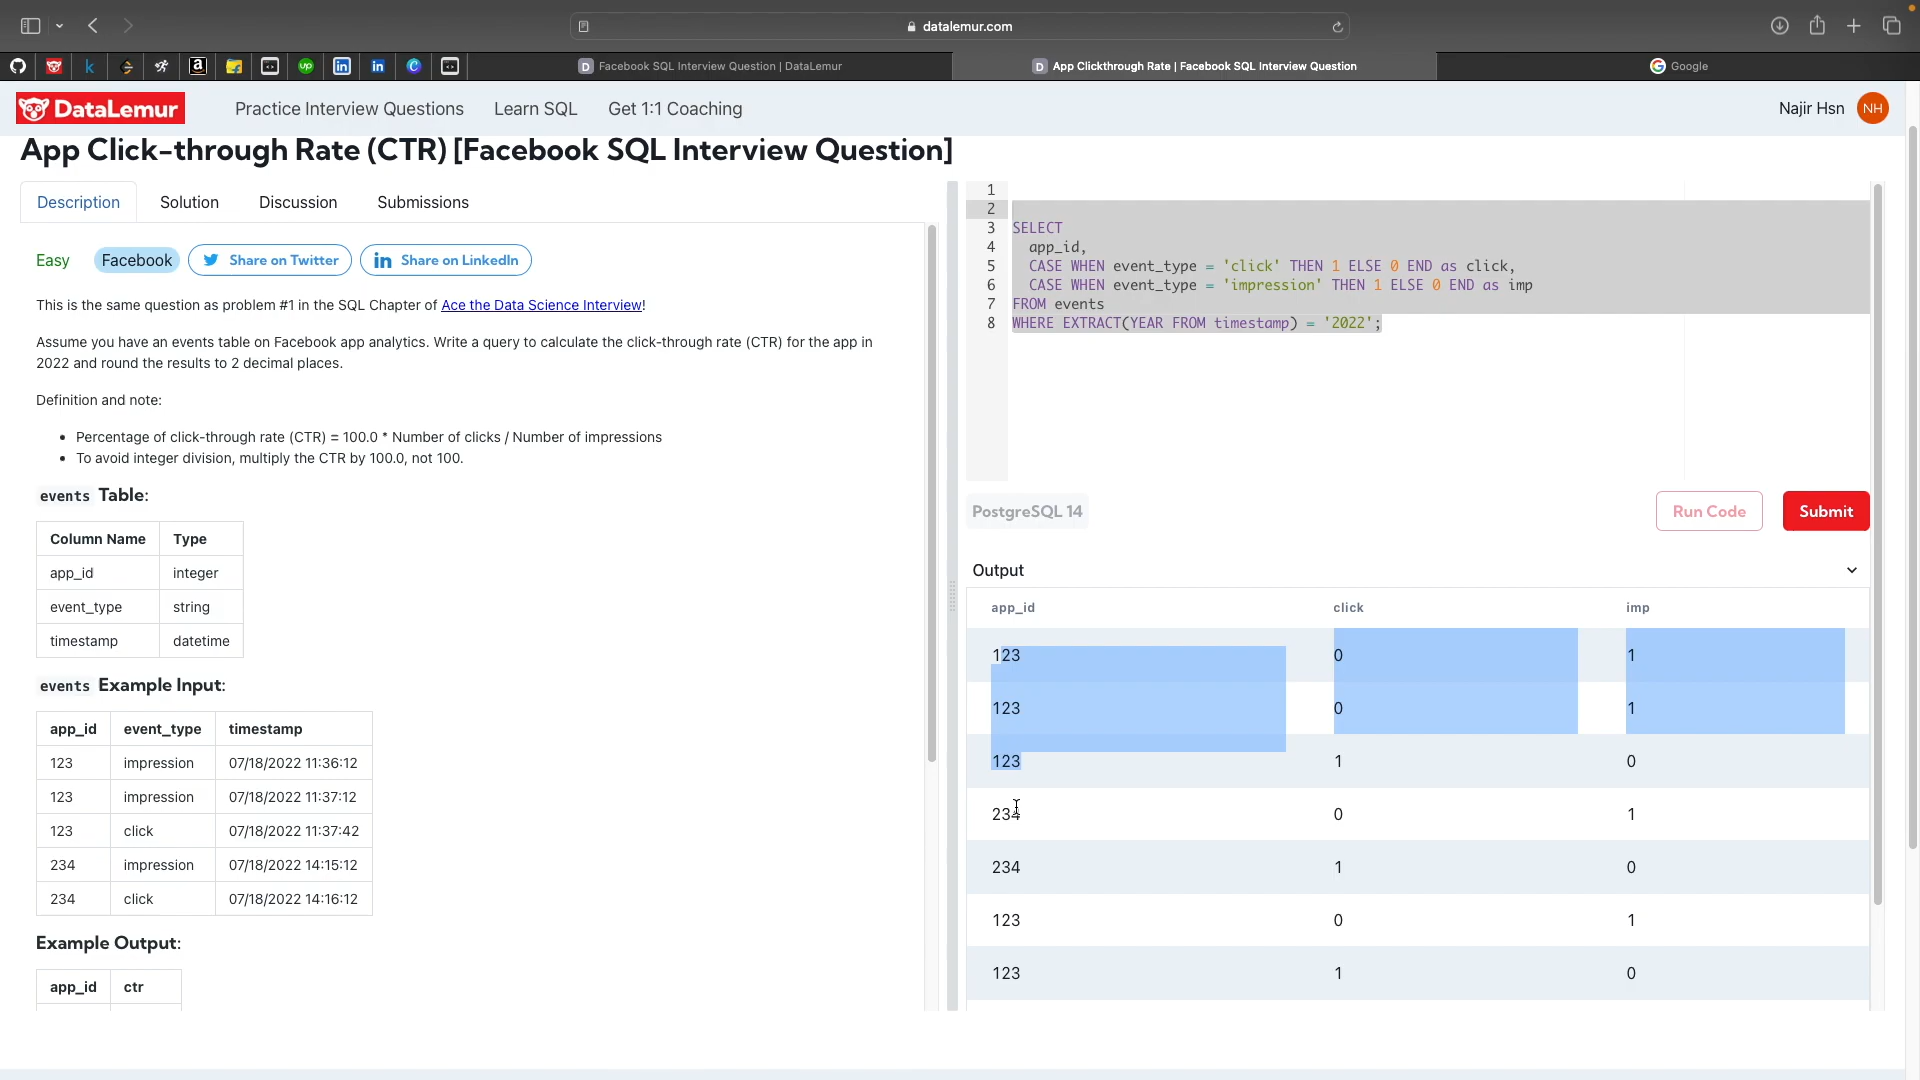 datalemur.com
Facebook SQL Interview Question | DataLemur
App Clickthrough Rate | Facebook SQL Interview Question
Google
DataLemur
Practice Interview Questions
Learn SQL
Get 1:1 Coaching
Najir Hsn
NH
App Click-through Rate (CTR) [Facebook SQL Interview Question]
Description
Solution
Discussion
Submissions
Easy
Facebook
Share on Twitter
Share on LinkedIn
This is the same question as problem #1 in the SQL Chapter of Ace the Data Science Interview!
Assume you have an events table on Facebook app analytics. Write a query to calculate the click-through rate (CTR) for the app in
2022 and round the results to 2 decimal places.
Definition and note:
• Percentage of click-through rate (CTR) = 100.0 * Number of clicks / Number of impressions
• To avoid integer division, multiply the CTR by 100.0, not 100.
events Table:
Column Name Type
app_id integer
event_type string
timestamp datetime
events Example Input:
app_id event_type timestamp
123 impression 07/18/2022 11:36:12
123 impression 07/18/2022 11:37:12
123 click 07/18/2022 11:37:42
234 impression 07/18/2022 14:15:12
234 click 07/18/2022 14:16:12
Example Output:
app_id ctr
1
2
3 SELECT
4 app_id,
5 CASE WHEN event_type = 'click' THEN 1 ELSE 0 END as click,
6 CASE WHEN event_type = 'impression' THEN 1 ELSE 0 END as imp
7 FROM events
8 WHERE EXTRACT(YEAR FROM timestamp) = '2022';
PostgreSQL 14
Run Code
Submit
Output
app_id click imp
123 0 1
123 0 1
123 1 0
234 0 1
234 1 0
123 0 1
123 1 0